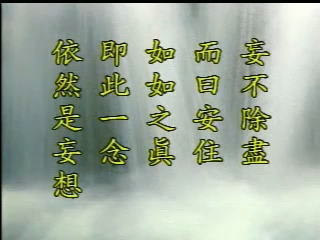 妄不除盡
而曰安住
如如之眞
即此一念
依然是妄想